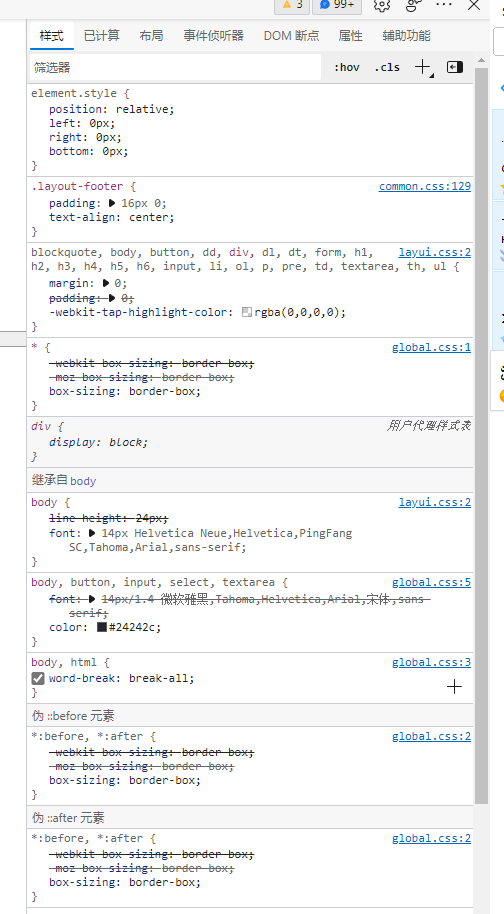 3 99+
样式 已计算 布局 事件侦听器 DOM 断点 属性 辅助功能
筛选器 :hov .cls
element.style {
position: relative;
left: 0px;
right: 0px;
bottom: 0px;
}
.layout-footer { common.css:129
padding: 16px 0;
text-align: center;
}
blockquote, body, button, dd, div, dl, dt, form, h1, layui.css:2
h2, h3, h4, h5, h6, input, li, ol, p, pre, td, textarea, th, ul {
margin: 0;
padding: 0;
-webkit-tap-highlight-color: rgba(0,0,0,0);
}
* { global.css:1
-webkit-box-sizing: border-box;
-moz-box-sizing: border-box;
box-sizing: border-box;
}
div { 用户代理样式表
display: block;
}
继承自 body
body { layui.css:2
line-height: 24px;
font: 14px Helvetica Neue,Helvetica,PingFang
SC,Tahoma,Arial,sans-serif;
}
body, button, input, select, textarea { global.css:5
font: 14px/1.4 微软雅黑,Tahoma,Helvetica,Arial,宋体,sans-
serif;
color: #24242c;
}
body, html { global.css:3
word-break: break-all;
}
伪 ::before 元素
*:before, *:after { global.css:2
-webkit-box-sizing: border-box;
-moz-box-sizing: border-box;
box-sizing: border-box;
}
伪 ::after 元素
*:before, *:after { global.css:2
-webkit-box-sizing: border-box;
-moz-box-sizing: border-box;
box-sizing: border-box;
}